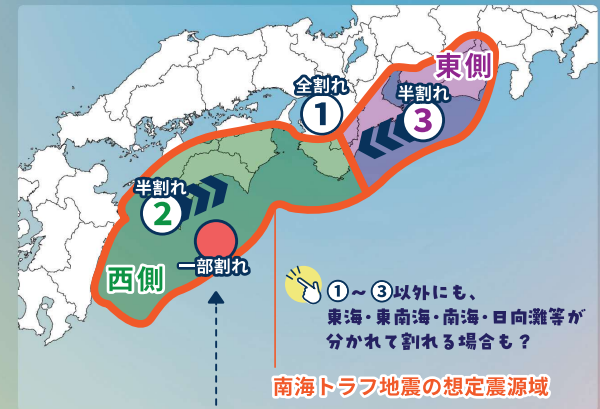 東側
全割れ
①
半割れ
③
半割れ
②
一部割れ
西側
①～③以外にも、
東海・東南海・南海・日向灘等が
分かれて割れる場合も？
南海トラフ地震の想定震源域